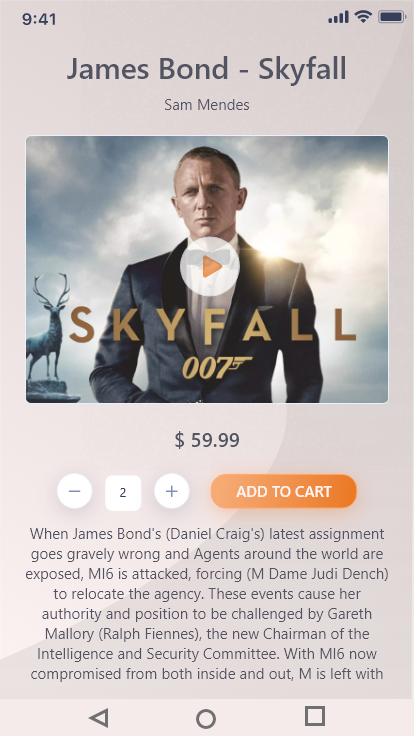 9:41
James Bond - Skyfall
Sam Mendes
SKYFALL
007
$ 59.99
2
ADD TO CART
When James Bond's (Daniel Craig's) latest assignment
goes gravely wrong and Agents around the world are
exposed, MI6 is attacked, forcing (M Dame Judi Dench)
to relocate the agency. These events cause her
authority and position to be challenged by Gareth
Mallory (Ralph Fiennes), the new Chairman of the
Intelligence and Security Committee. With MI6 now
compromised from both inside and out, M is left with